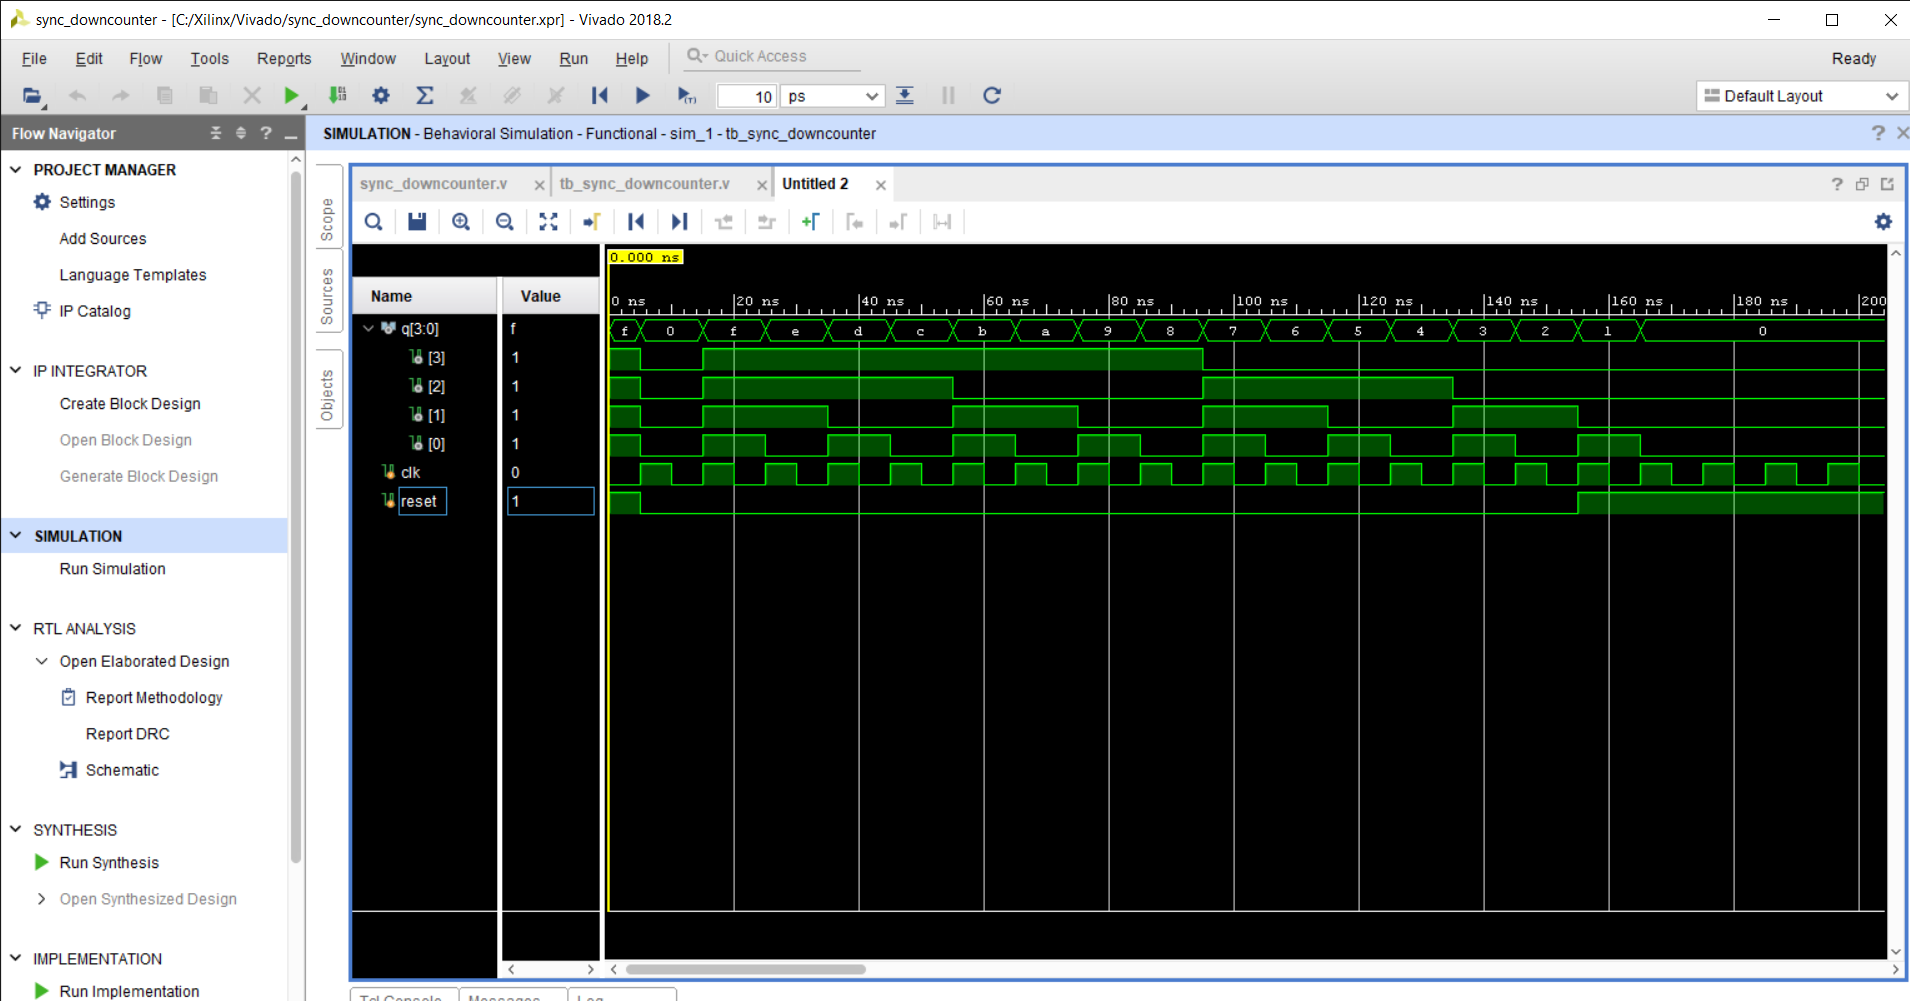 sync_downcounter - [C:/Xilinx/Vivado/sync_downcounter/sync_downcounter.xpr] - Vivado 2018.2
File Edit Flow Tools Reports Window Layout View Run Help Quick Access Ready
10 ps Default Layout
Flow Navigator
SIMULATION - Behavioral Simulation - Functional - sim_1 - tb_sync_downcounter
PROJECT MANAGER
Settings
Add Sources
Language Templates
IP Catalog
IP INTEGRATOR
Create Block Design
Open Block Design
Generate Block Design
SIMULATION
Run Simulation
RTL ANALYSIS
Open Elaborated Design
Report Methodology
Report DRC
Schematic
SYNTHESIS
Run Synthesis
Open Synthesized Design
IMPLEMENTATION
Run Implementation
Scope
Sources
Objects
sync_downcounter.v tb_sync_downcounter.v Untitled 2
0.000 ns
Name Value
0 ns 20 ns 40 ns 60 ns 80 ns 100 ns 120 ns 140 ns 160 ns 180 ns 200
q[3:0] f f 0 f e d c b a 9 8 7 6 5 4 3 2 1 0
[3] 1
[2] 1
[1] 1
[0] 1
clk 0
reset 1
Tcl Console Messages Log